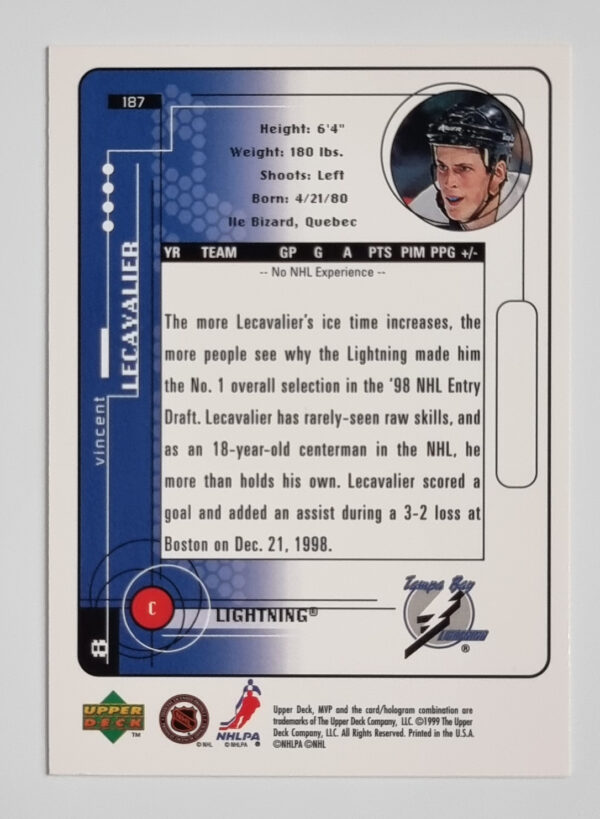 187
Height: 6'4"
Weight: 180 lbs.
Shoots: Left
Born: 4/21/80
Ile Bizard, Quebec
YR TEAM GP G A PTS PIM PPG +/-
-- No NHL Experience --
The more Lecavalier's ice time increases, the
more people see why the Lightning made him
the No. 1 overall selection in the '98 NHL Entry
Draft. Lecavalier has rarely-seen raw skills, and
as an 18-year-old centerman in the NHL, he
more than holds his own. Lecavalier scored a
goal and added an assist during a 3-2 loss at
Boston on Dec. 21, 1998.
vincent
LECAVALIER
8
C
LIGHTNING®
Tampa Bay
Lightning
®
UPPER
DECK
™
NHL
© NHL
NHLPA
© NHLPA
®
Upper Deck, MVP and the card/hologram combination are
trademarks of The Upper Deck Company, LLC. ©1999 The Upper
Deck Company, LLC. All Rights Reserved. Printed in the U.S.A.
©NHLPA ©NHL